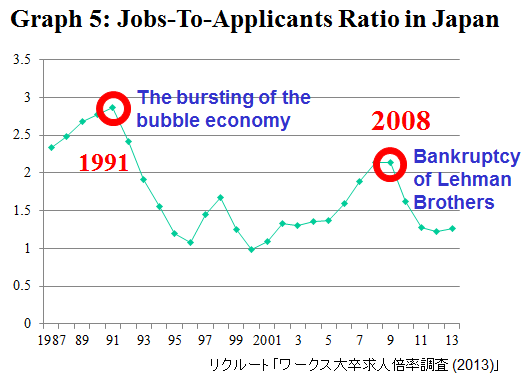 Graph 5: Jobs-To-Applicants Ratio in Japan
3.5
3
2.5
2
1.5
1
0.5
0
The bursting of the
bubble economy
1991
2008
Bankruptcy
of Lehman
Brothers
1987 89 91 93 95 97 99 2001 3 5 7 9 11 13
リクルート「ワークス大卒求人倍率調査 (2013)」